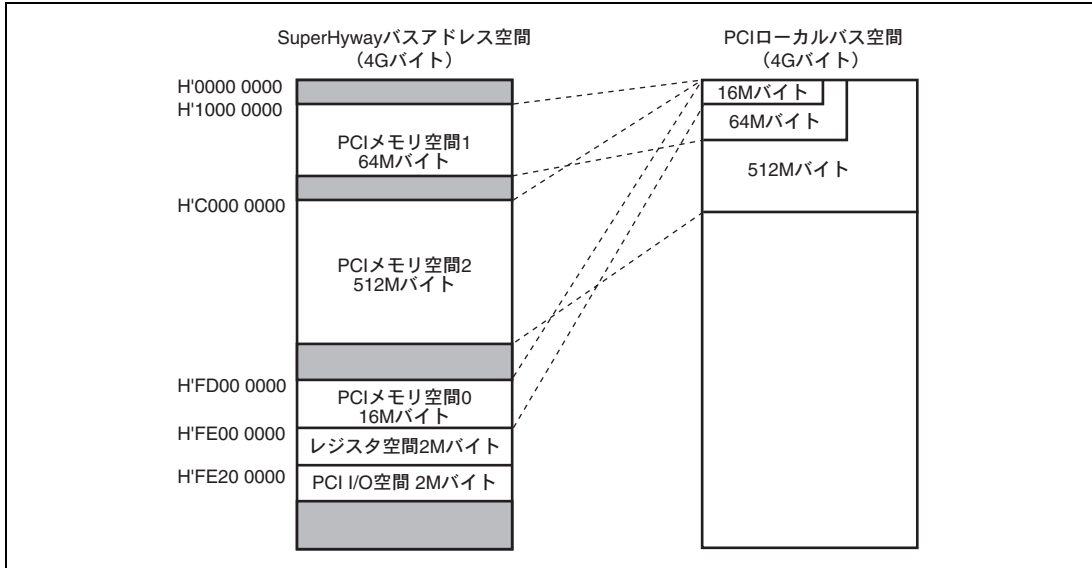 SuperHywayバスアドレス空間
（4Gバイト）
H'0000 0000
H'1000 0000
PCIメモリ空間1
64Mバイト
H'C000 0000
PCIメモリ空間2
512Mバイト
H'FD00 0000
PCIメモリ空間0
16Mバイト
H'FE00 0000
レジスタ空間2Mバイト
H'FE20 0000
PCI I/O空間 2Mバイト
PCIローカルバス空間
（4Gバイト）
16Mバイト
64Mバイト
512Mバイト